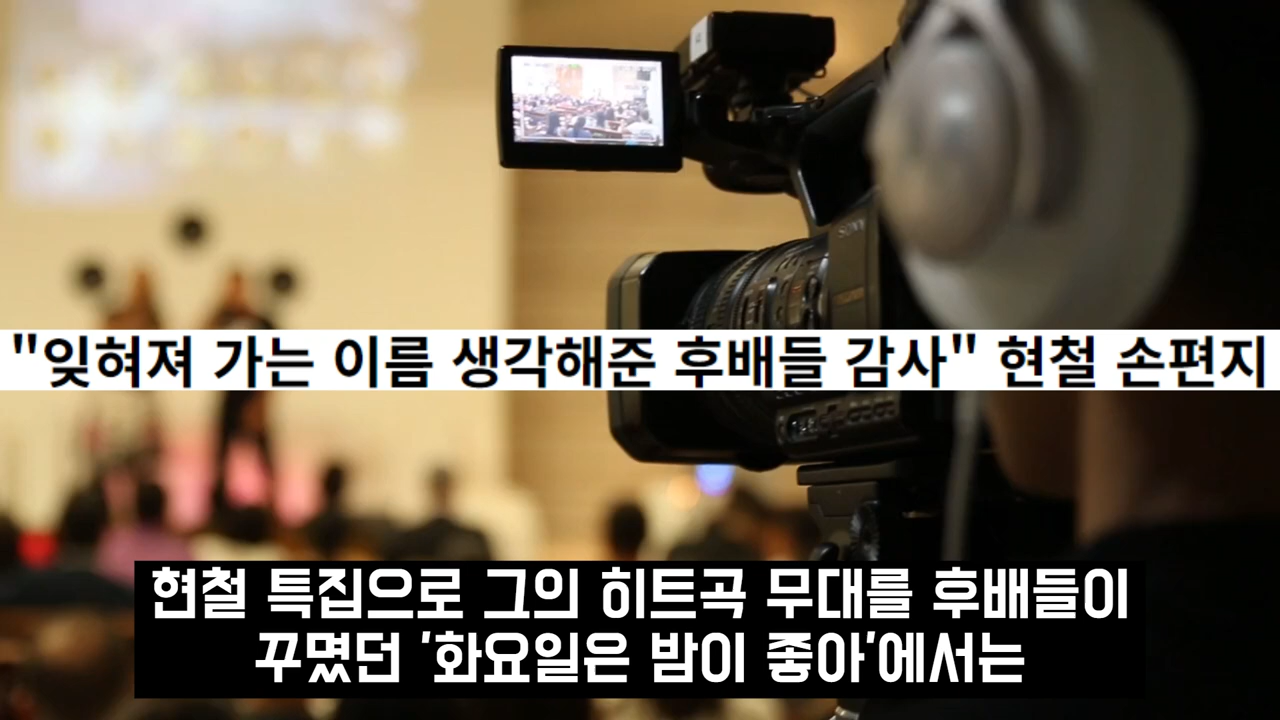 SONY
"잊혀져 가는 이름 생각해준 후배들 감사" 현철 손편지
현철 특집으로 그의 히트곡 무대를 후배들이
꾸몄던 '화요일은 밤이 좋아'에서는